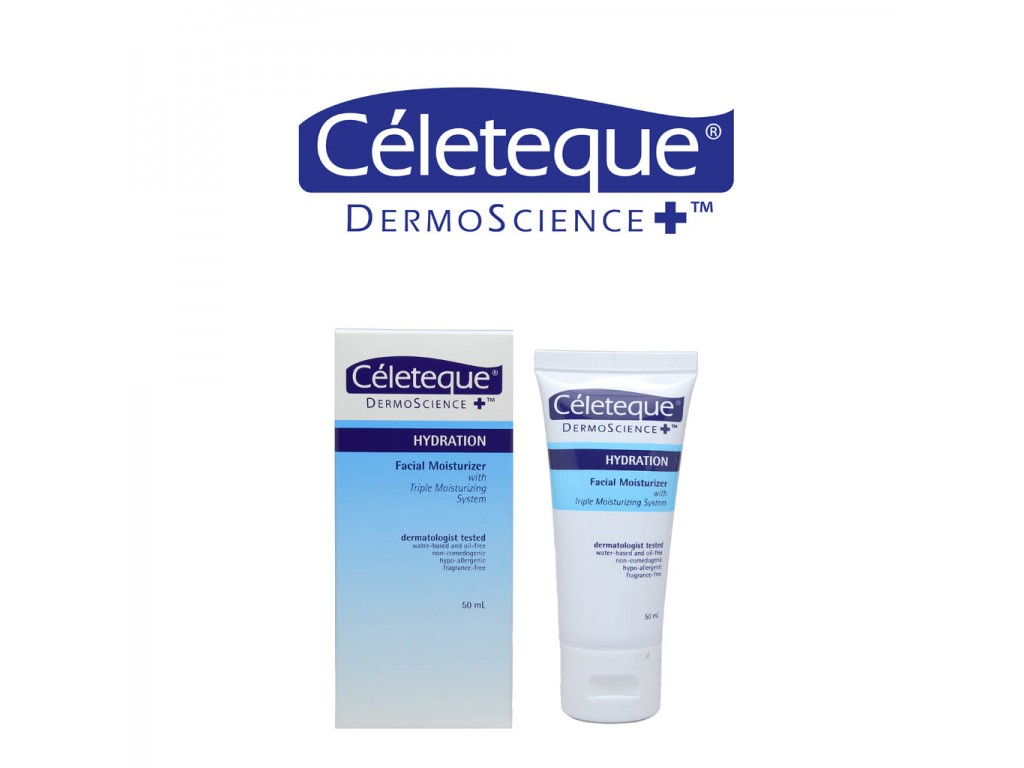 Céleteque®
DERMOSCIENCE +™
Céleteque®
DERMOSCIENCE +™
HYDRATION
Facial Moisturizer
with
Triple Moisturizing
System
dermatologist tested
water-based and oil-free
non-comedogenic
hypo-allergenic
fragrance-free
50 mL
Céleteque®
DERMOSCIENCE +™
HYDRATION
Facial Moisturizer
with
Triple Moisturizing System
dermatologist tested
water-based and oil-free
non-comedogenic
hypo-allergenic
fragrance-free
50 mL